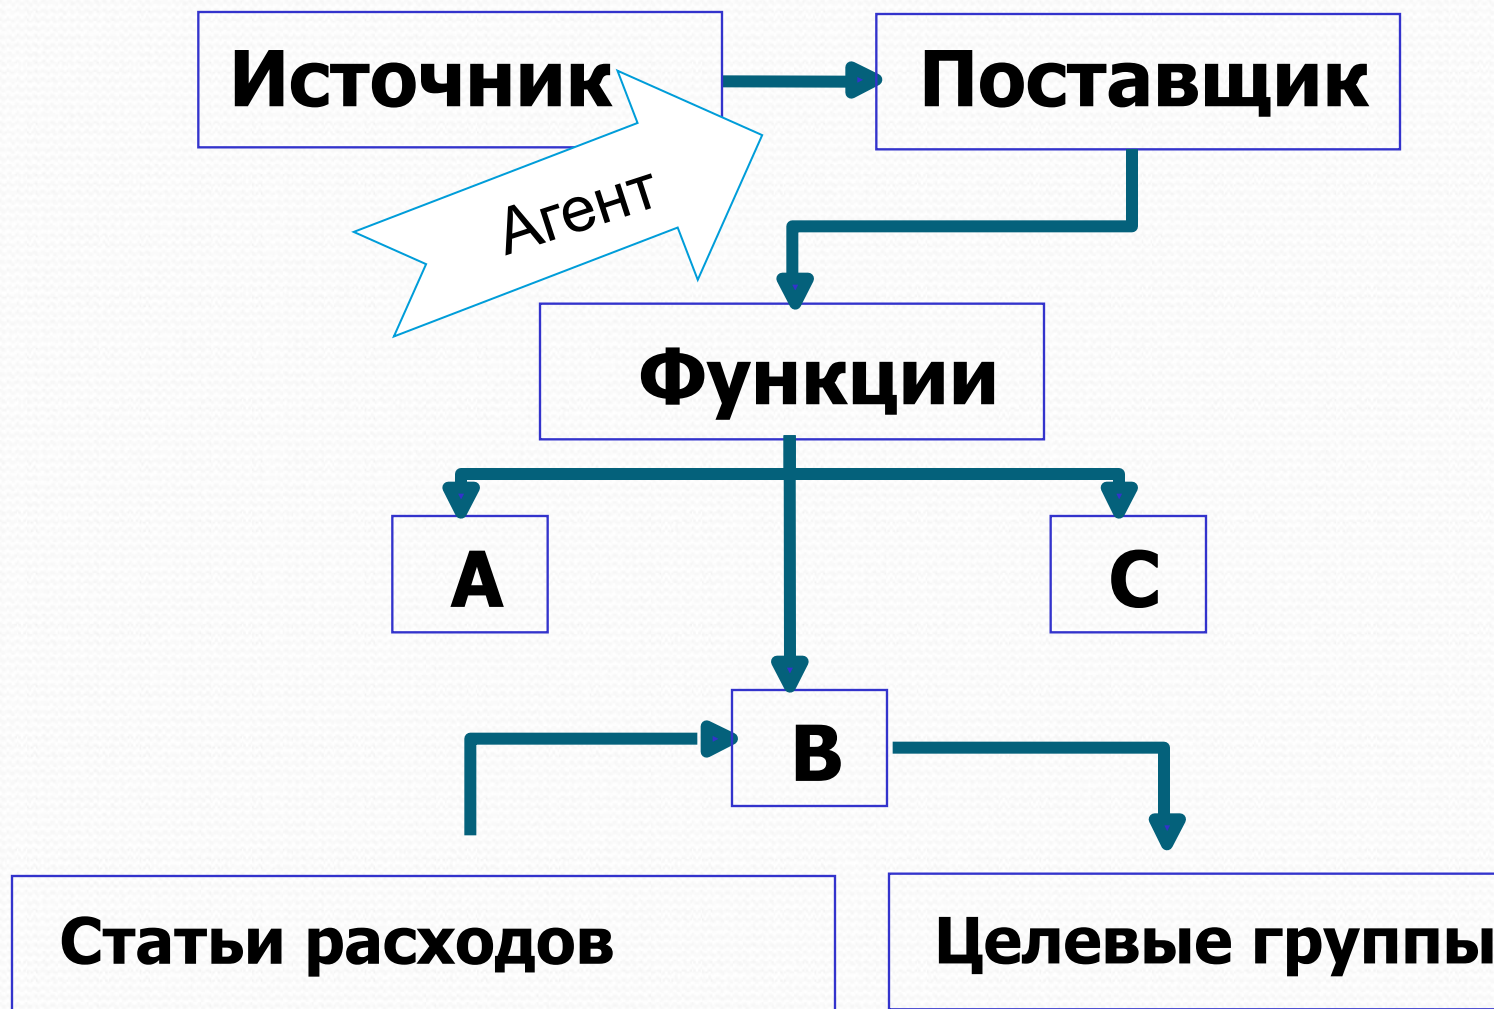 Источник
Поставщик
Агент
Функции
А
С
В
Статьи расходов
Целевые группы